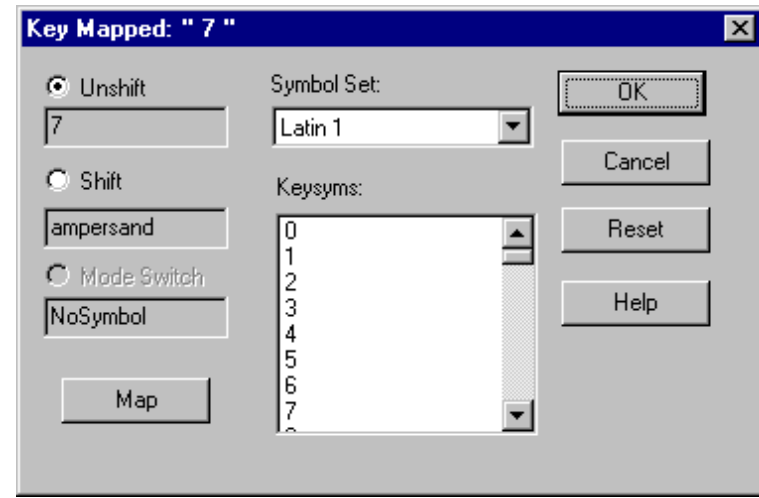 Key Mapped: " 7 "
Unshift
7
Shift
ampersand
Mode Switch
NoSymbol
Map
Symbol Set:
Latin 1
Keysyms:
0
1
2
3
4
5
6
7
OK
Cancel
Reset
Help